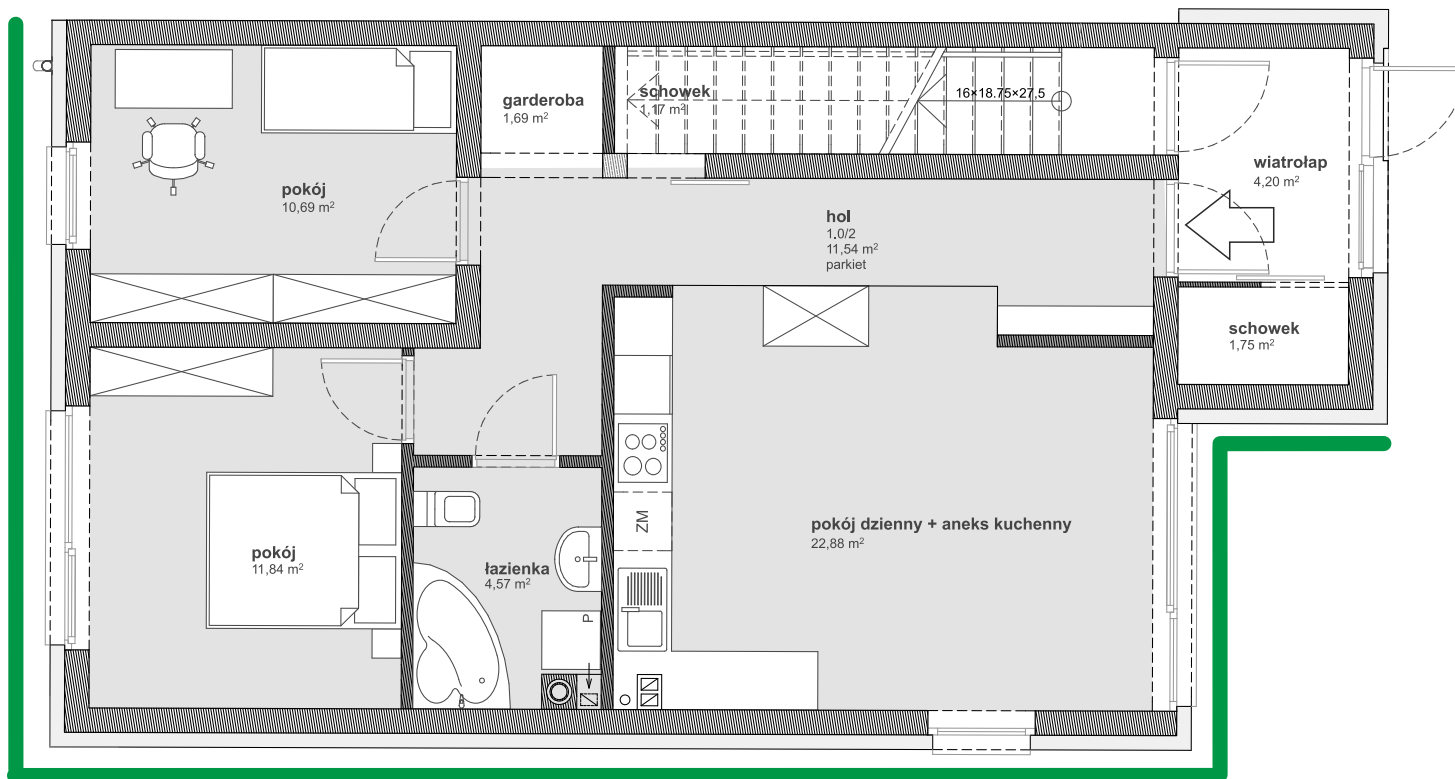 garderoba
1,69 m²
schowek
1,17 m²
16×18.75×27,5
wiatrołap
4,20 m²
pokój
10,69 m²
hol
1.0/2
11,54 m²
parkiet
schowek
1,75 m²
pokój
11,84 m²
łazienka
4,57 m²
P
ZM
pokój dzienny + aneks kuchenny
22,88 m²